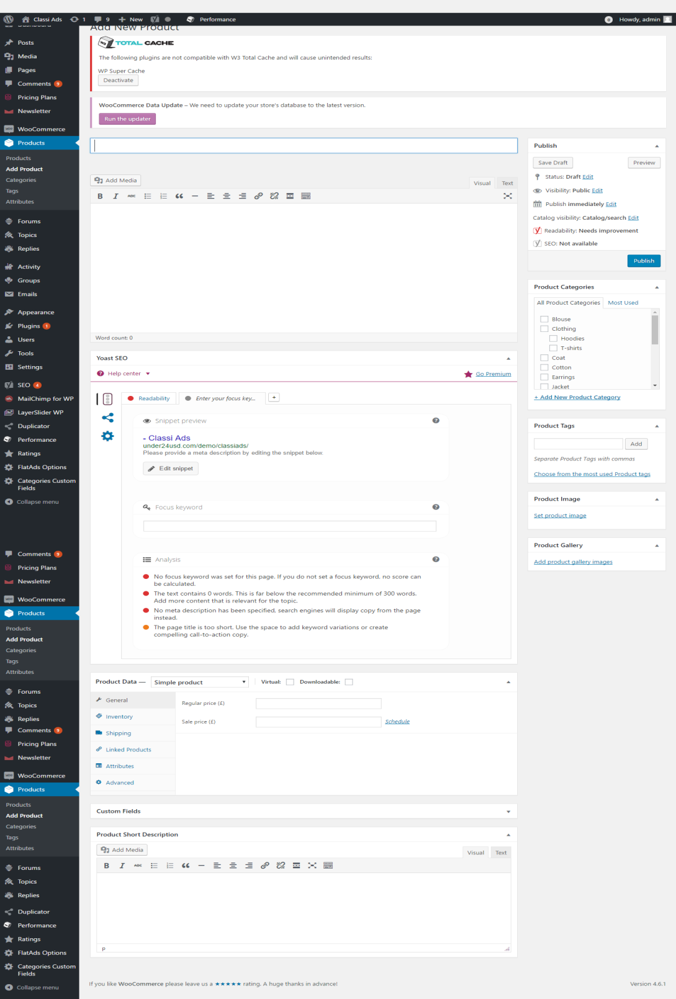 Classi Ads 1 9 New Performance 0 Howdy, admin
Dashboard
Posts
Media
Pages
Comments 9
Pricing Plans
Newsletter
WooCommerce
Products
Products
Add Product
Categories
Tags
Attributes
Forums
Topics
Replies
Activity
Groups
Emails
Appearance
Plugins 1
Users
Tools
Settings
SEO 4
MailChimp for WP
LayerSlider WP
Duplicator
Performance
Ratings
FlatAds Options
Categories Custom
Fields
Collapse menu
Comments 9
Pricing Plans
Newsletter
WooCommerce
Products
Products
Add Product
Categories
Tags
Attributes
Forums
Topics
Replies
Comments 9
Pricing Plans
Newsletter
WooCommerce
Products
Products
Add Product
Categories
Tags
Attributes
Forums
Topics
Replies
Duplicator
Performance
Ratings
FlatAds Options
Categories Custom
Fields
Collapse menu
Add New Product
W3 TOTAL CACHE
The following plugins are not compatible with W3 Total Cache and will cause unintended results:
WP Super Cache
Deactivate
WooCommerce Data Update – We need to update your store's database to the latest version.
Run the updater
Add Media
Visual Text
B I ABC
Word count: 0
Yoast SEO
Help center
Go Premium
Readability Enter your focus key... +
Snippet preview
- Classi Ads
under24usd.com/demo/classiads/
Please provide a meta description by editing the snippet below.
Edit snippet
Focus keyword
Analysis
No focus keyword was set for this page. If you do not set a focus keyword, no score can
be calculated.
The text contains 0 words. This is far below the recommended minimum of 300 words.
Add more content that is relevant for the topic.
No meta description has been specified, search engines will display copy from the page
instead.
The page title is too short. Use the space to add keyword variations or create
compelling call-to-action copy.
Product Data — Simple product Virtual: Downloadable:
General
Inventory
Shipping
Linked Products
Attributes
Advanced
Regular price (£)
Sale price (£) Schedule
Custom Fields
Product Short Description
Add Media
Visual Text
B I ABC
p
If you like WooCommerce please leave us a ★★★★★ rating. A huge thanks in advance!
Version 4.6.1
Publish
Save Draft Preview
Status: Draft Edit
Visibility: Public Edit
Publish immediately Edit
Catalog visibility: Catalog/search Edit
Readability: Needs improvement
SEO: Not available
Publish
Product Categories
All Product Categories Most Used
Blouse
Clothing
Hoodies
T-shirts
Coat
Cotton
Earrings
Jacket
+ Add New Product Category
Product Tags
Add
Separate Product Tags with commas
Choose from the most used Product tags
Product Image
Set product image
Product Gallery
Add product gallery images